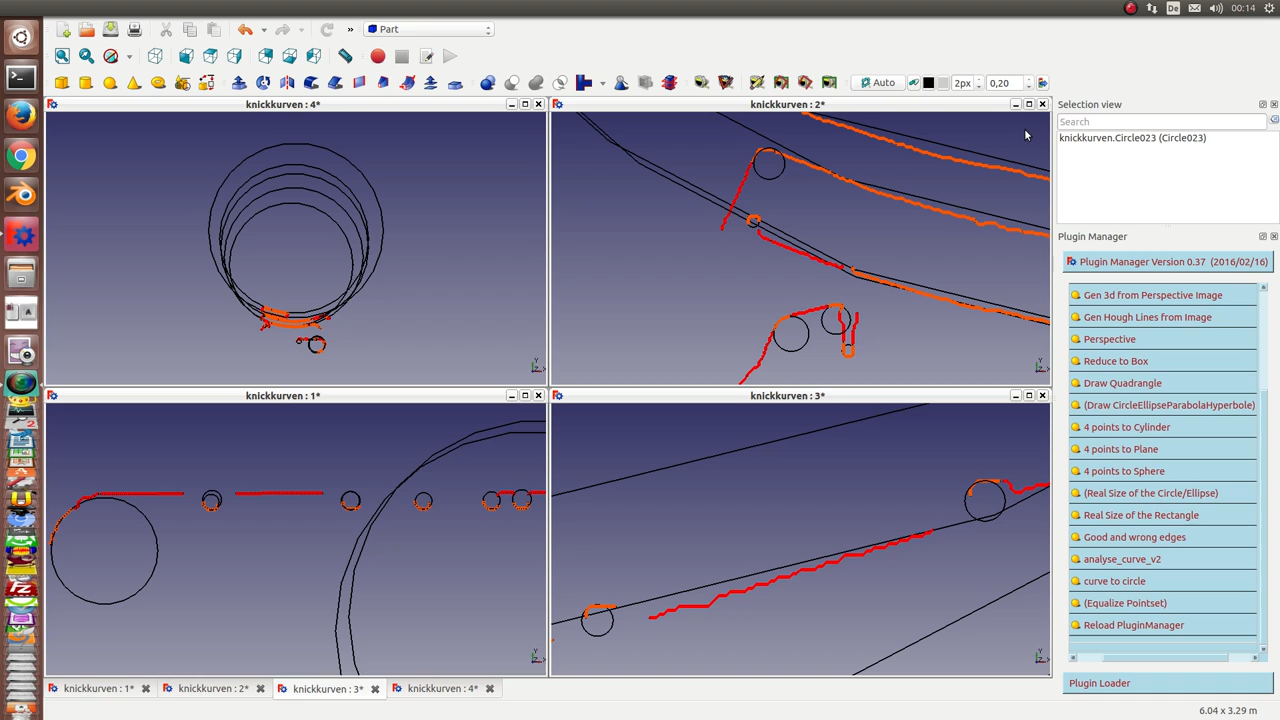 De
00:14
Part
Auto
2px
0,20
knickkurven : 4*
knickkurven : 2*
Selection view
Search
knickkurven.Circle023 (Circle023)
Plugin Manager
Plugin Manager Version 0.37 (2016/02/16)
Gen 3d from Perspective Image
Gen Hough Lines from Image
Perspective
Reduce to Box
Draw Quadrangle
(Draw CircleEllipseParabolaHyperbole)
4 points to Cylinder
4 points to Plane
4 points to Sphere
(Real Size of the Circle/Ellipse)
Real Size of the Rectangle
Good and wrong edges
analyse_curve_v2
curve to circle
(Equalize Pointset)
Reload PluginManager
Plugin Loader
knickkurven : 1*
knickkurven : 3*
knickkurven : 1*
knickkurven : 2*
knickkurven : 3*
knickkurven : 4*
6.04 x 3.29 m